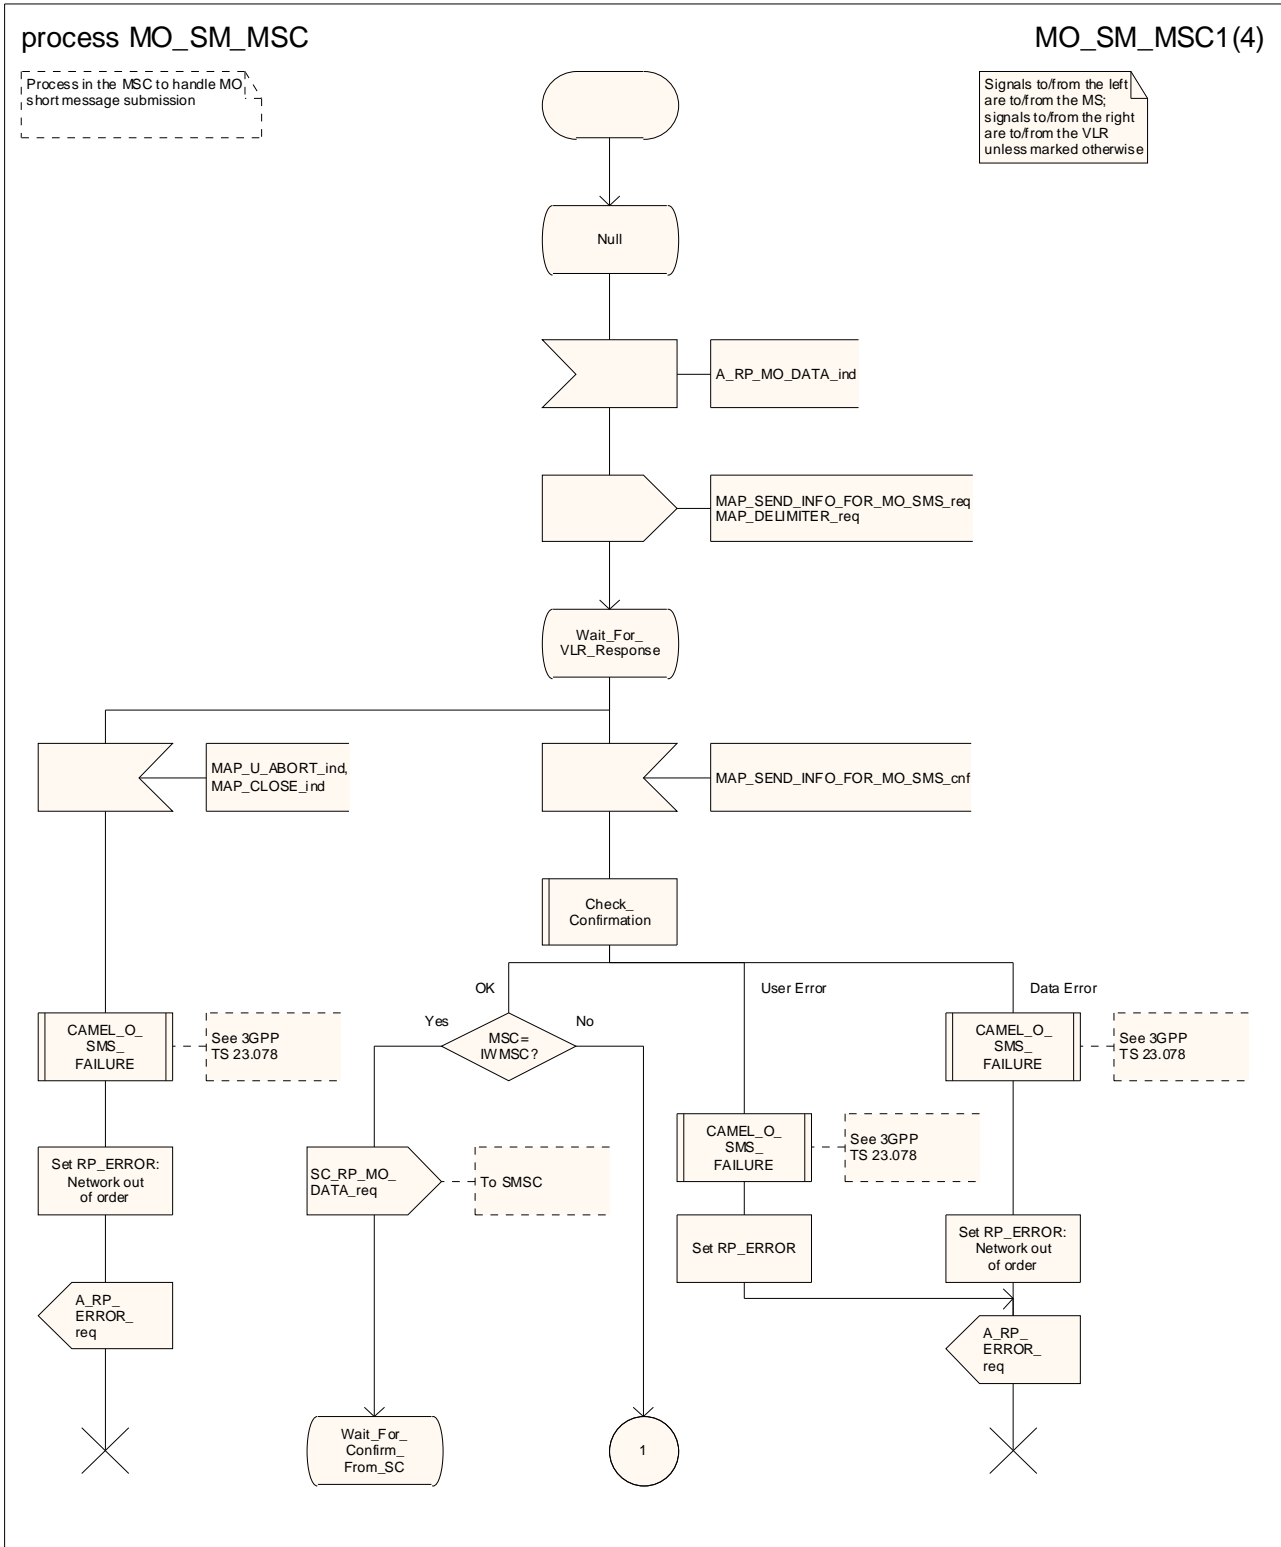 process MO_SM_MSC
MO_SM_MSC1(4)
Process in the MSC to handle MO
short message submission
Signals to/from the left
are to/from the MS;
signals to/from the right
are to/from the VLR
unless marked otherwise
Null
A_RP_MO_DATA_ind
MAP_SEND_INFO_FOR_MO_SMS_req
MAP_DELIMITER_req
Wait_For_
VLR_Response
MAP_U_ABORT_ind,
MAP_CLOSE_ind
MAP_SEND_INFO_FOR_MO_SMS_cnf
Check_
Confirmation
OK
User Error
Data Error
Yes
No
MSC=
IWMSC?
CAMEL_O_
SMS_
FAILURE
See 3GPP
TS 23.078
CAMEL_O_
SMS_
FAILURE
See 3GPP
TS 23.078
CAMEL_O_
SMS_
FAILURE
See 3GPP
TS 23.078
Set RP_ERROR:
Network out
of order
SC_RP_MO_
DATA_req
To SMSC
Set RP_ERROR
Set RP_ERROR:
Network out
of order
A_RP_
ERROR_
req
A_RP_
ERROR_
req
Wait_For_
Confirm_
From_SC
1